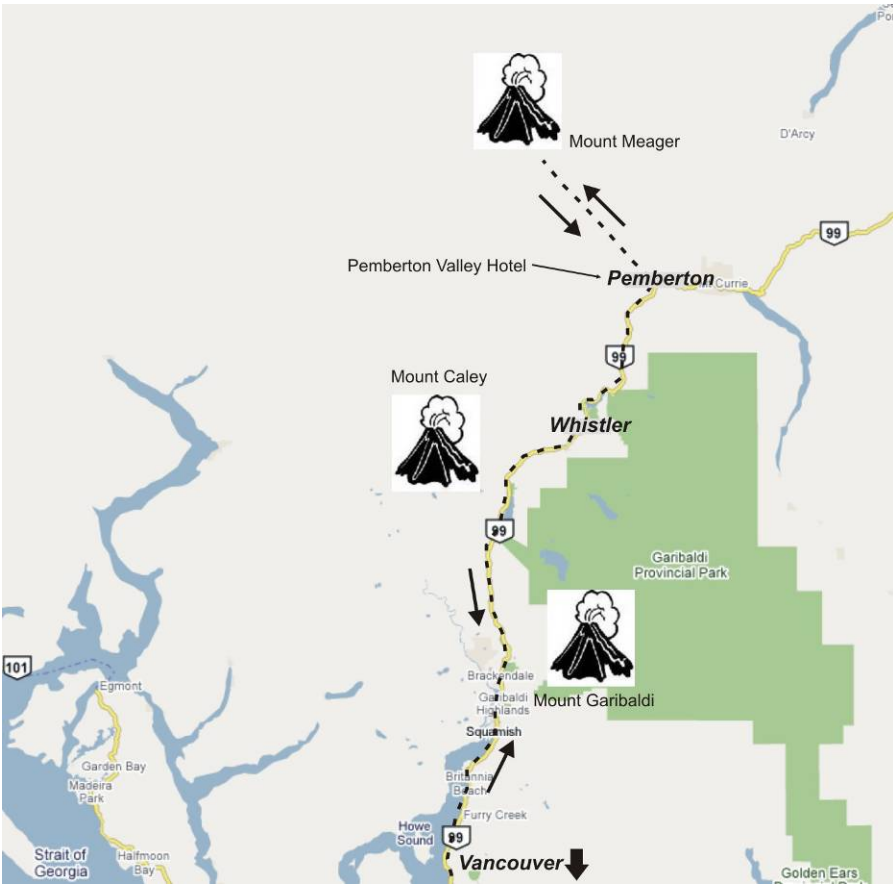 Mount Meager
D'Arcy
99
Pemberton Valley Hotel
Pemberton
Currie
99
Mount Caley
Whistler
99
Garibaldi
Provincial Park
101
Egmont
Brackendale
Garibaldi
Highlands
Mount Garibaldi
Squamish
Garden Bay
Madeira
Park
Britannia
Beach
Furry Creek
Howe
Sound
99
Strait of
Georgia
Halfmoon
Bay
Vancouver
Golden Ears